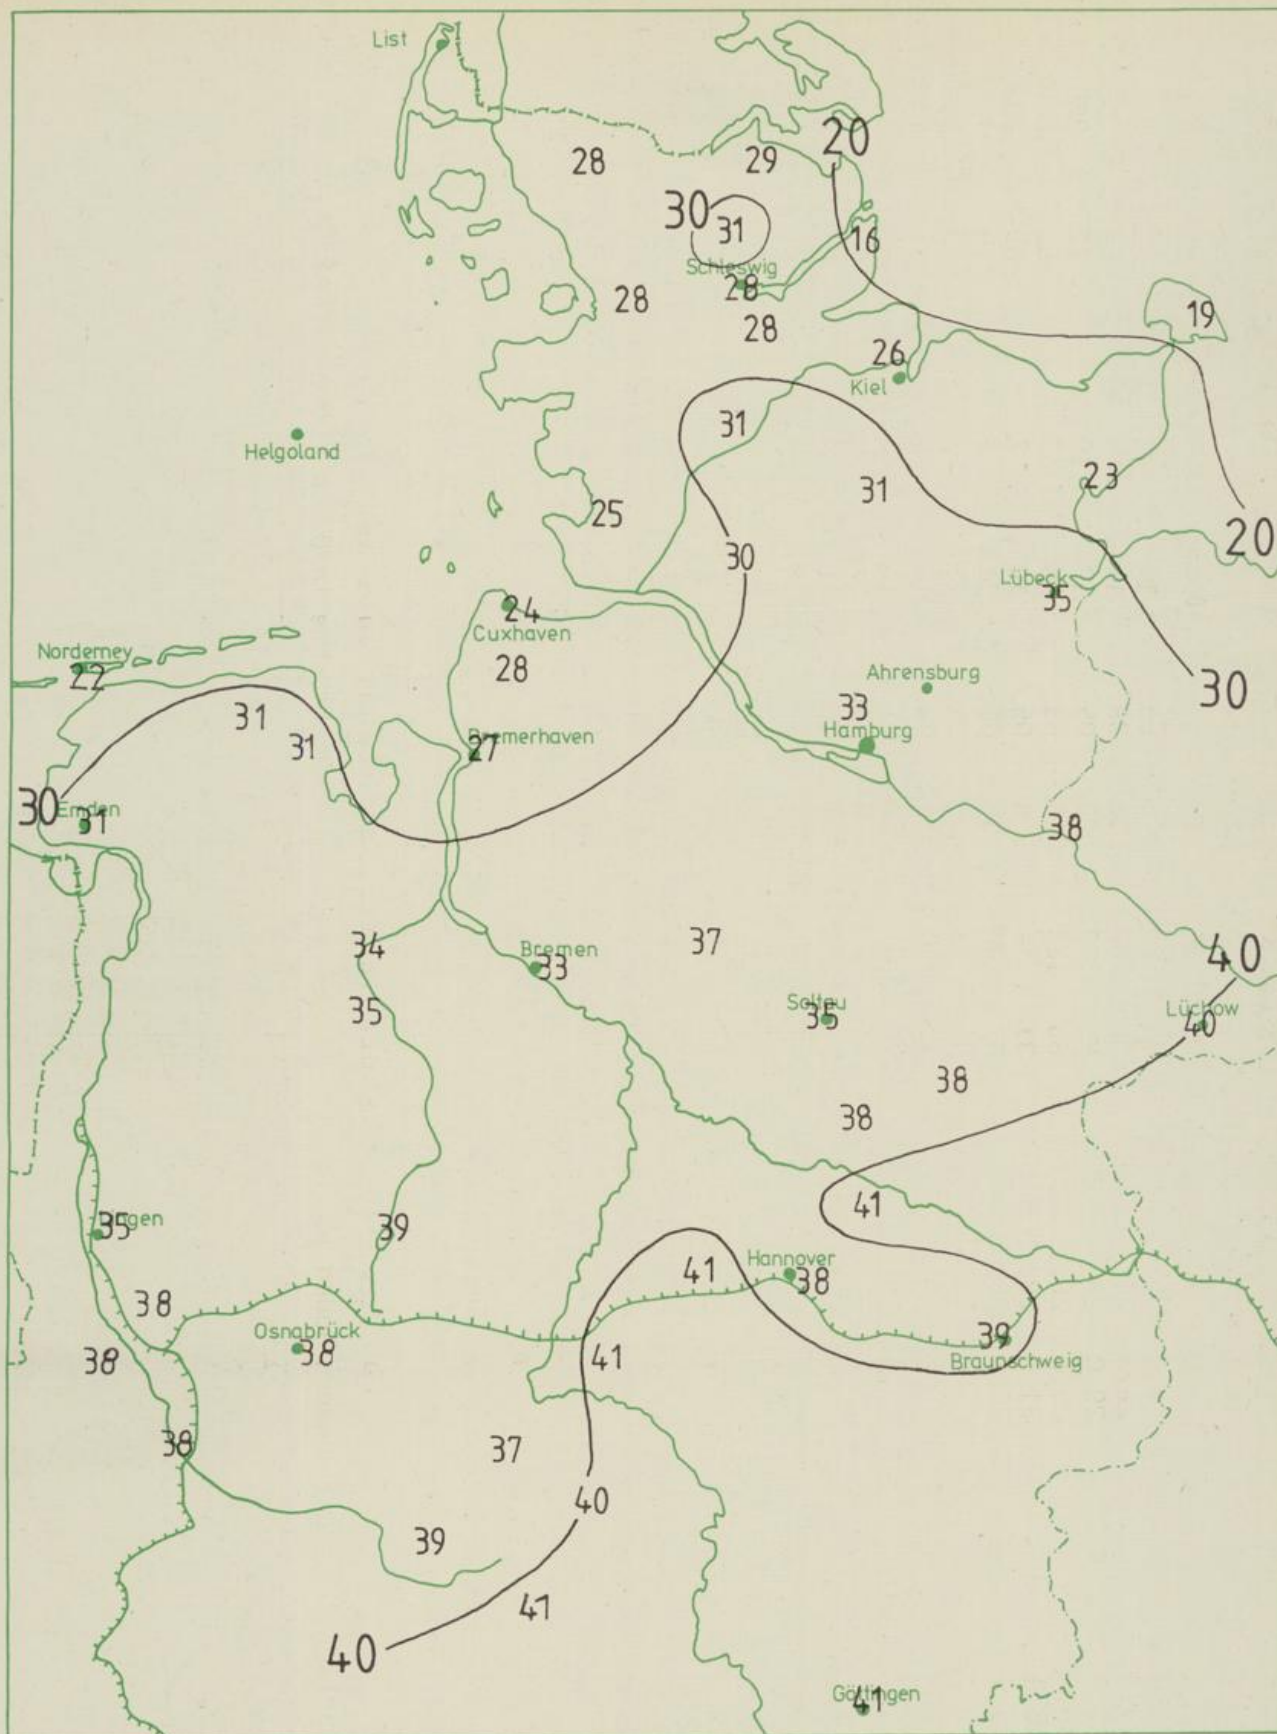 List
20
28
29
30
31
16
Schleswig
28
28
28
19
26
Kiel
31
Helgoland
23
31
25
20
30
Lübeck
35
24
Cuxhaven
Norderney
22
28
Ahrensburg
30
31
33
31
Hamburg
Bremerhaven
27
30
Emden
31
38
34
37
Bremen
33
40
35
Soltau
35
Lüchow
40
38
38
41
Lingen
35
39
Hannover
41
38
38
Osnabrück
38
39
38
41
Braunschweig
38
37
40
39
41
40
Göttingen
41